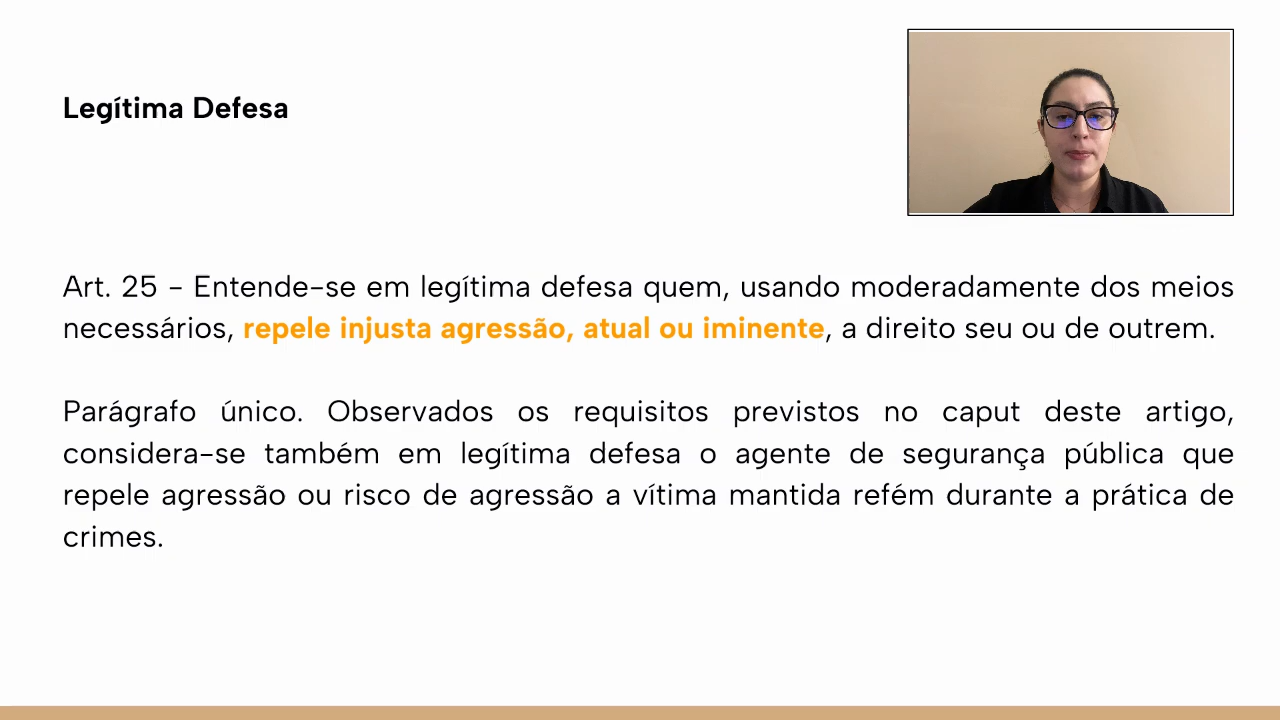 Legítima Defesa
Art. 25 - Entende-se em legítima defesa quem, usando moderadamente dos meios
necessários, repele injusta agressão, atual ou iminente, a direito seu ou de outrem.
Parágrafo único. Observados os requisitos previstos no caput deste artigo,
considera-se também em legítima defesa o agente de segurança pública que
repele agressão ou risco de agressão a vítima mantida refém durante a prática de
crimes.